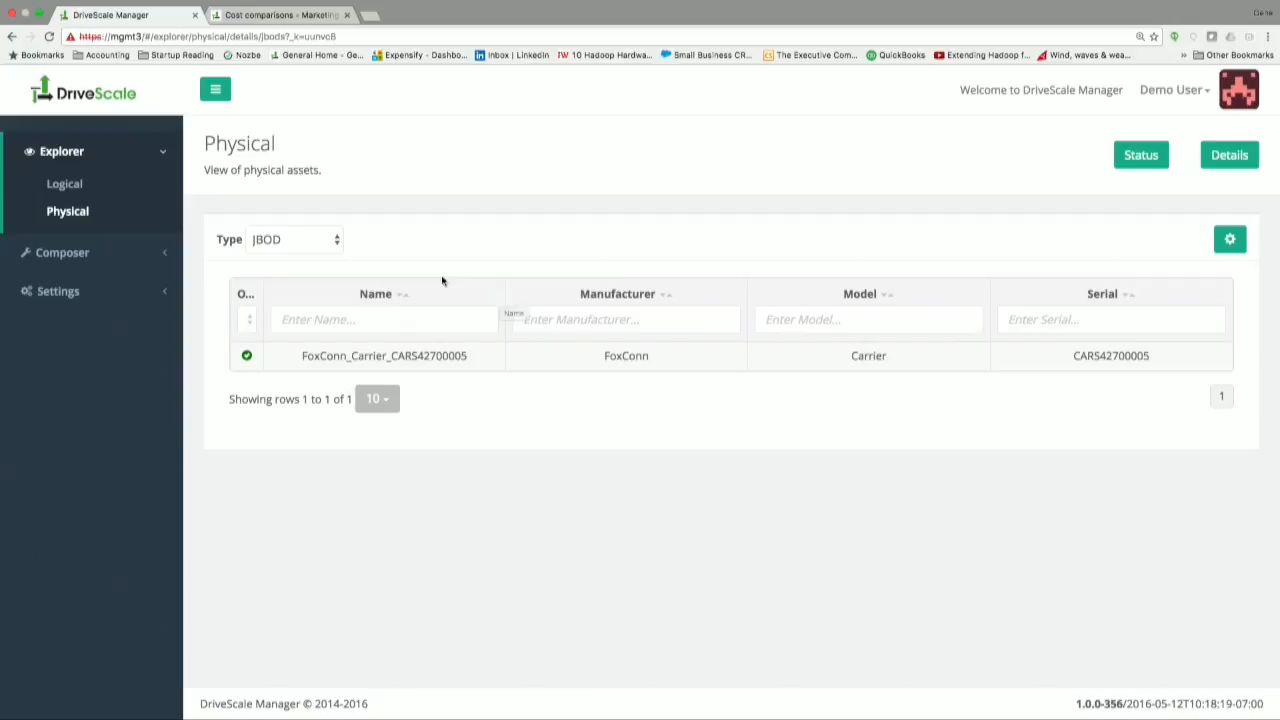 DriveScale Manager
Cost comparisons - Marketing
Gene
https://mgmt3/#/explorer/physical/details/jbods?_k=uunvc8
Bookmarks Accounting Startup Reading Nozbe General Home - Ge... Expensify - Dashbo... Inbox | LinkedIn 10 Hadoop Hardwa... Small Business CR... The Executive Com... QuickBooks Extending Hadoop f... Wind, waves & wea... » Other Bookmarks
DriveScale
Welcome to DriveScale Manager Demo User
Explorer
Logical
Physical
Composer
Settings
Physical
View of physical assets.
Status Details
Type JBOD
O... Name Manufacturer Model Serial
Enter Name... Enter Manufacturer... Enter Model... Enter Serial...
Name
FoxConn_Carrier_CARS42700005 FoxConn Carrier CARS42700005
Showing rows 1 to 1 of 1 10 1
DriveScale Manager © 2014-2016 1.0.0-356/2016-05-12T10:18:19-07:00